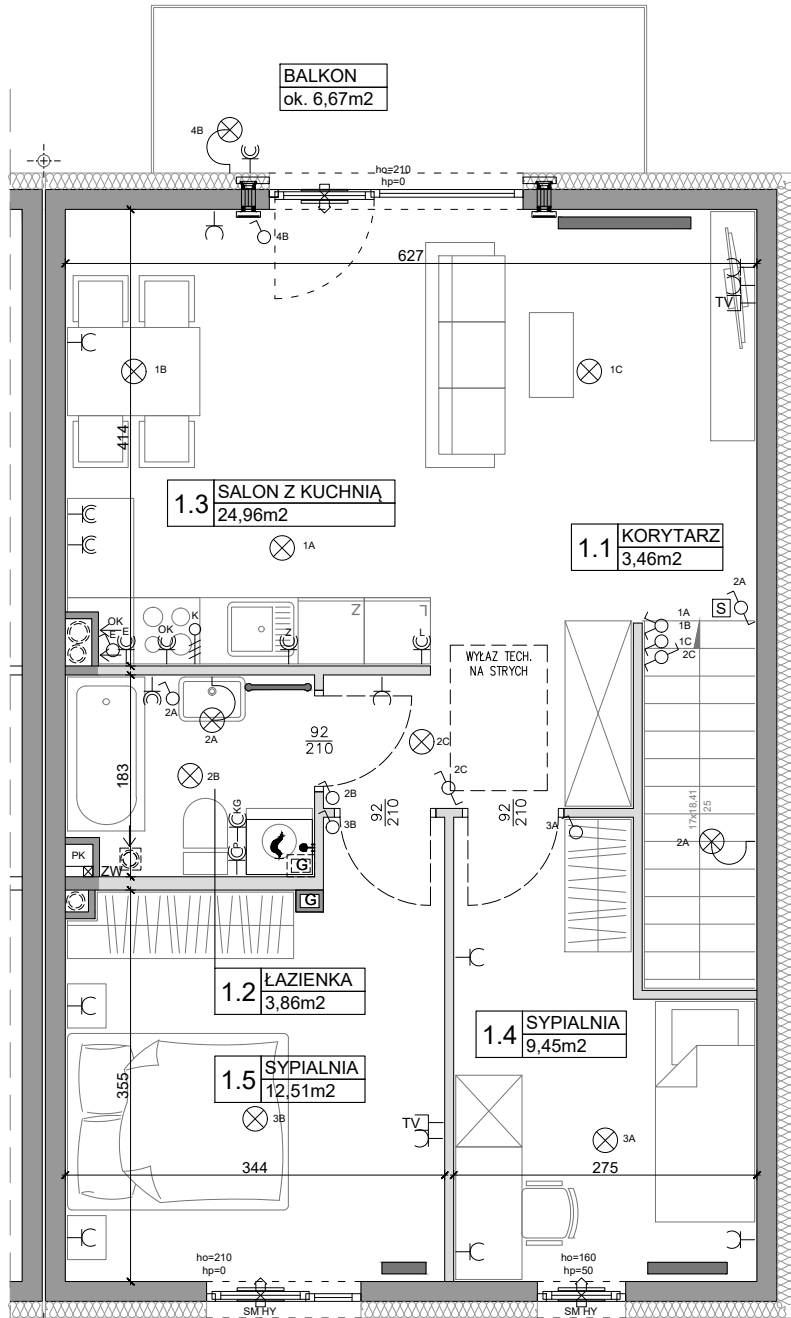 BALKON
ok. 6,67m2
4B
ho=210
hp=0
4B
627
TV
1B
1C
414
1.3 SALON Z KUCHNIĄ
24,96m2
1A
1.1 KORYTARZ
3,46m2
2A
S
1A
1B
1C
2C
OK
E
E
OK
K
Z
Z
L
L
WYŁAZ TECH.
NA STRYCH
2A
2A
92
210
2C
183
2B
2C
2B
3B
92
210
92
210
3A
17x18,41
25
2A
KG
P
PK
ZW
G
G
1.2 ŁAZIENKA
3,86m2
1.4 SYPIALNIA
9,45m2
1.5 SYPIALNIA
12,51m2
355
3B
TV
3A
344
275
ho=210
hp=0
ho=160
hp=50
SM HY
SM HY